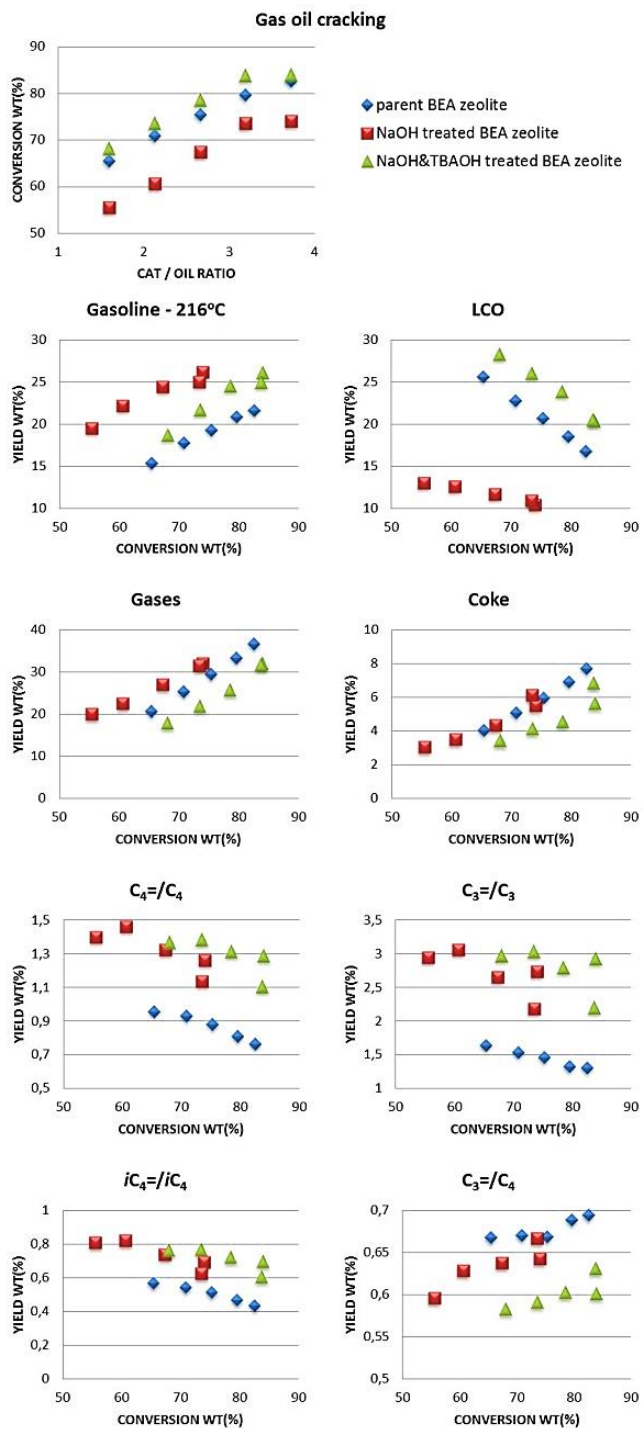 Gas oil cracking
CONVERSION WT(%)
90
80
70
60
50
1 2 3 4
CAT / OIL RATIO
parent BEA zeolite
NaOH treated BEA zeolite
NaOH&TBAOH treated BEA zeolite
Gasoline - 216°C
YIELD WT(%)
30
25
20
15
10
50 60 70 80 90
CONVERSION WT(%)
LCO
YIELD WT(%)
30
25
20
15
10
50 60 70 80 90
CONVERSION WT(%)
Gases
YIELD WT(%)
40
30
20
10
0
50 60 70 80 90
CONVERSION WT(%)
Coke
YIELD WT(%)
10
8
6
4
2
0
50 60 70 80 90
CONVERSION WT(%)
C₄=/C₄
YIELD WT(%)
1,5
1,3
1,1
0,9
0,7
0,5
50 60 70 80 90
CONVERSION WT(%)
C₃=/C₃
YIELD WT(%)
3,5
3
2,5
2
1,5
1
50 60 70 80 90
CONVERSION WT(%)
iC₄=/iC₄
YIELD WT(%)
1
0,8
0,6
0,4
0,2
0
50 60 70 80 90
CONVERSION WT(%)
C₃=/C₄
YIELD WT(%)
0,7
0,65
0,6
0,55
0,5
50 60 70 80 90
CONVERSION WT(%)